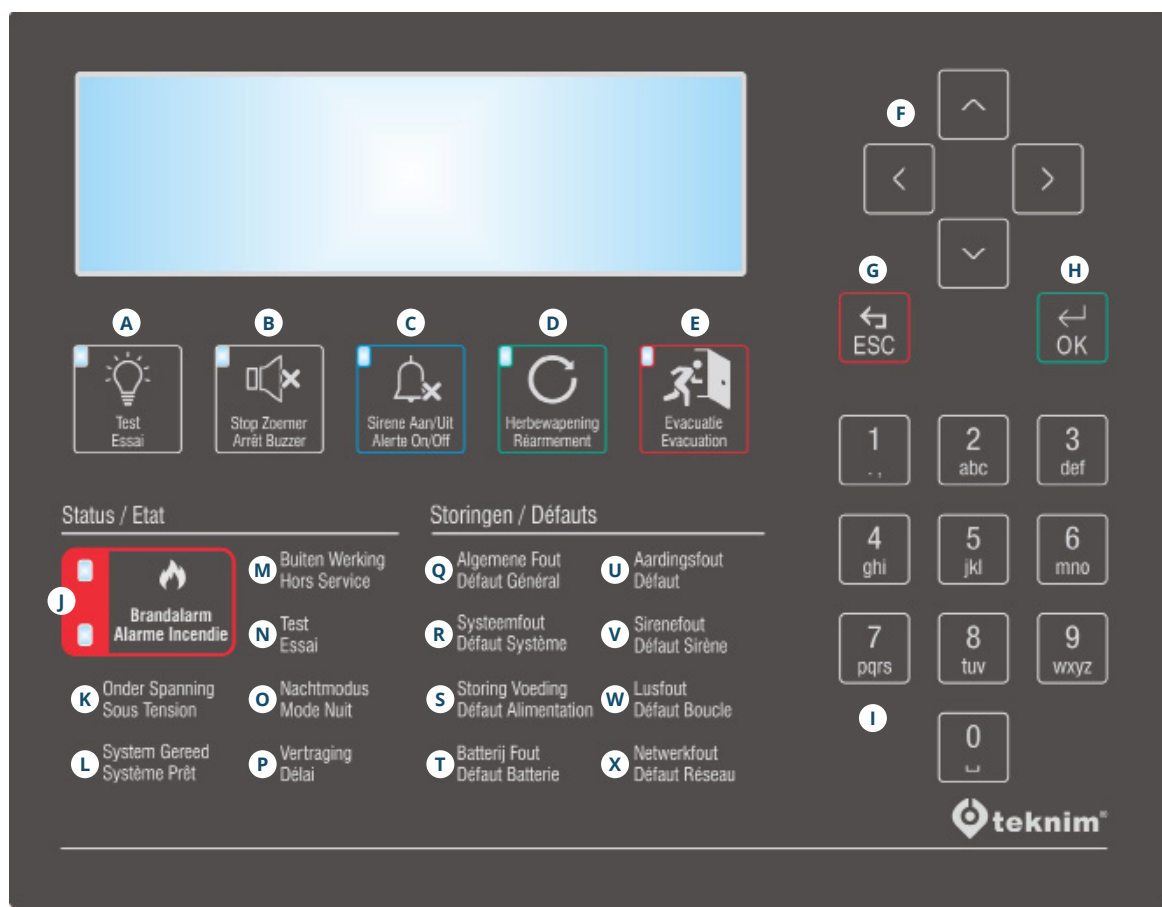 F
G
H
ESC
OK
A
B
C
D
E
Test
Essai
Stop Zoemer
Arrêt Buzzer
Sirene Aan/Uit
Alerte On/Off
Herbewapening
Réarmement
Evacuatie
Evacuation
1
. ,
2
abc
3
def
4
ghi
5
jkl
6
mno
7
pqrs
8
tuv
9
wxyz
I
0
Status / Etat
J
Brandalarm
Alarme Incendie
K
Onder Spanning
Sous Tension
L
System Gereed
Système Prêt
M
Buiten Werking
Hors Service
N
Test
Essai
O
Nachtmodus
Mode Nuit
P
Vertraging
Délai
Storingen / Défauts
Q
Algemene Fout
Défaut Général
R
Systeemfout
Défaut Système
S
Storing Voeding
Défaut Alimentation
T
Batterij Fout
Défaut Batterie
U
Aardingsfout
Défaut
V
Sirenefout
Défaut Sirène
W
Lusfout
Défaut Boucle
X
Netwerkfout
Défaut Réseau
teknim®